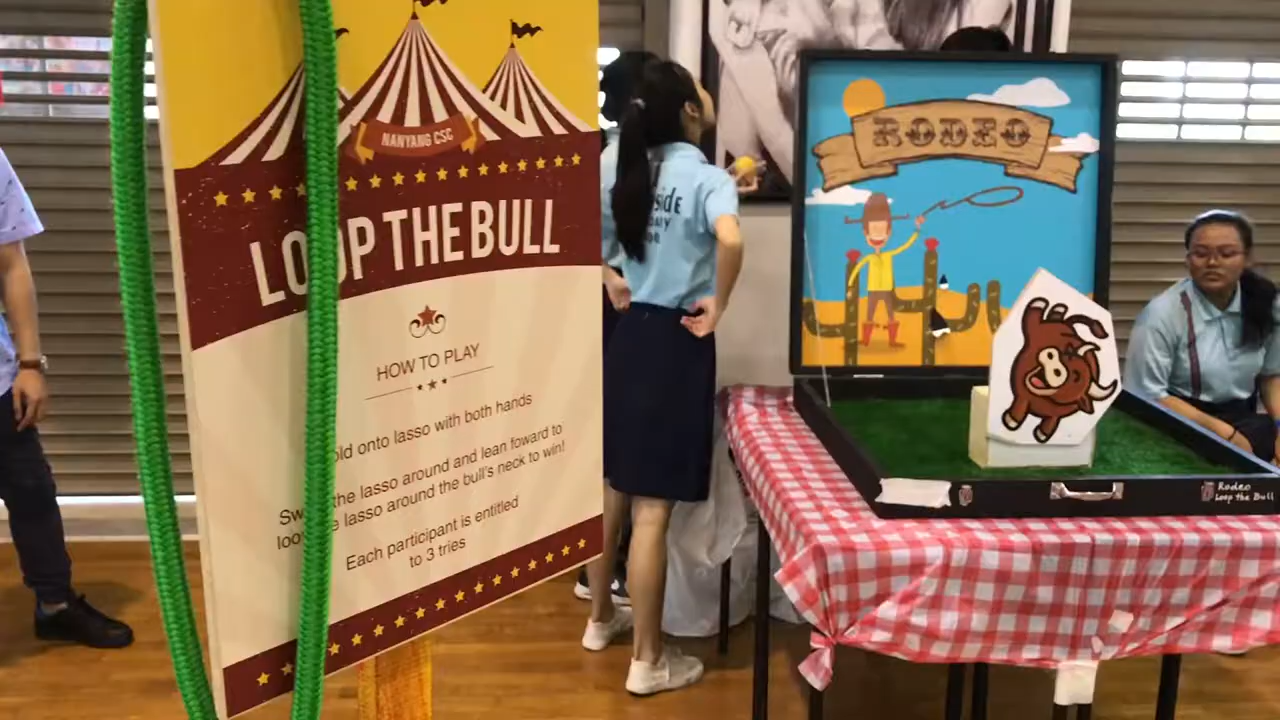 NANYANG CSC
LOOP THE BULL
HOW TO PLAY
old onto lasso with both hands
Sw the lasso around and lean foward to
loo e lasso around the bull's neck to win!
Each participant is entitled
to 3 tries
RODEO
Rodeo
Loop the Bull